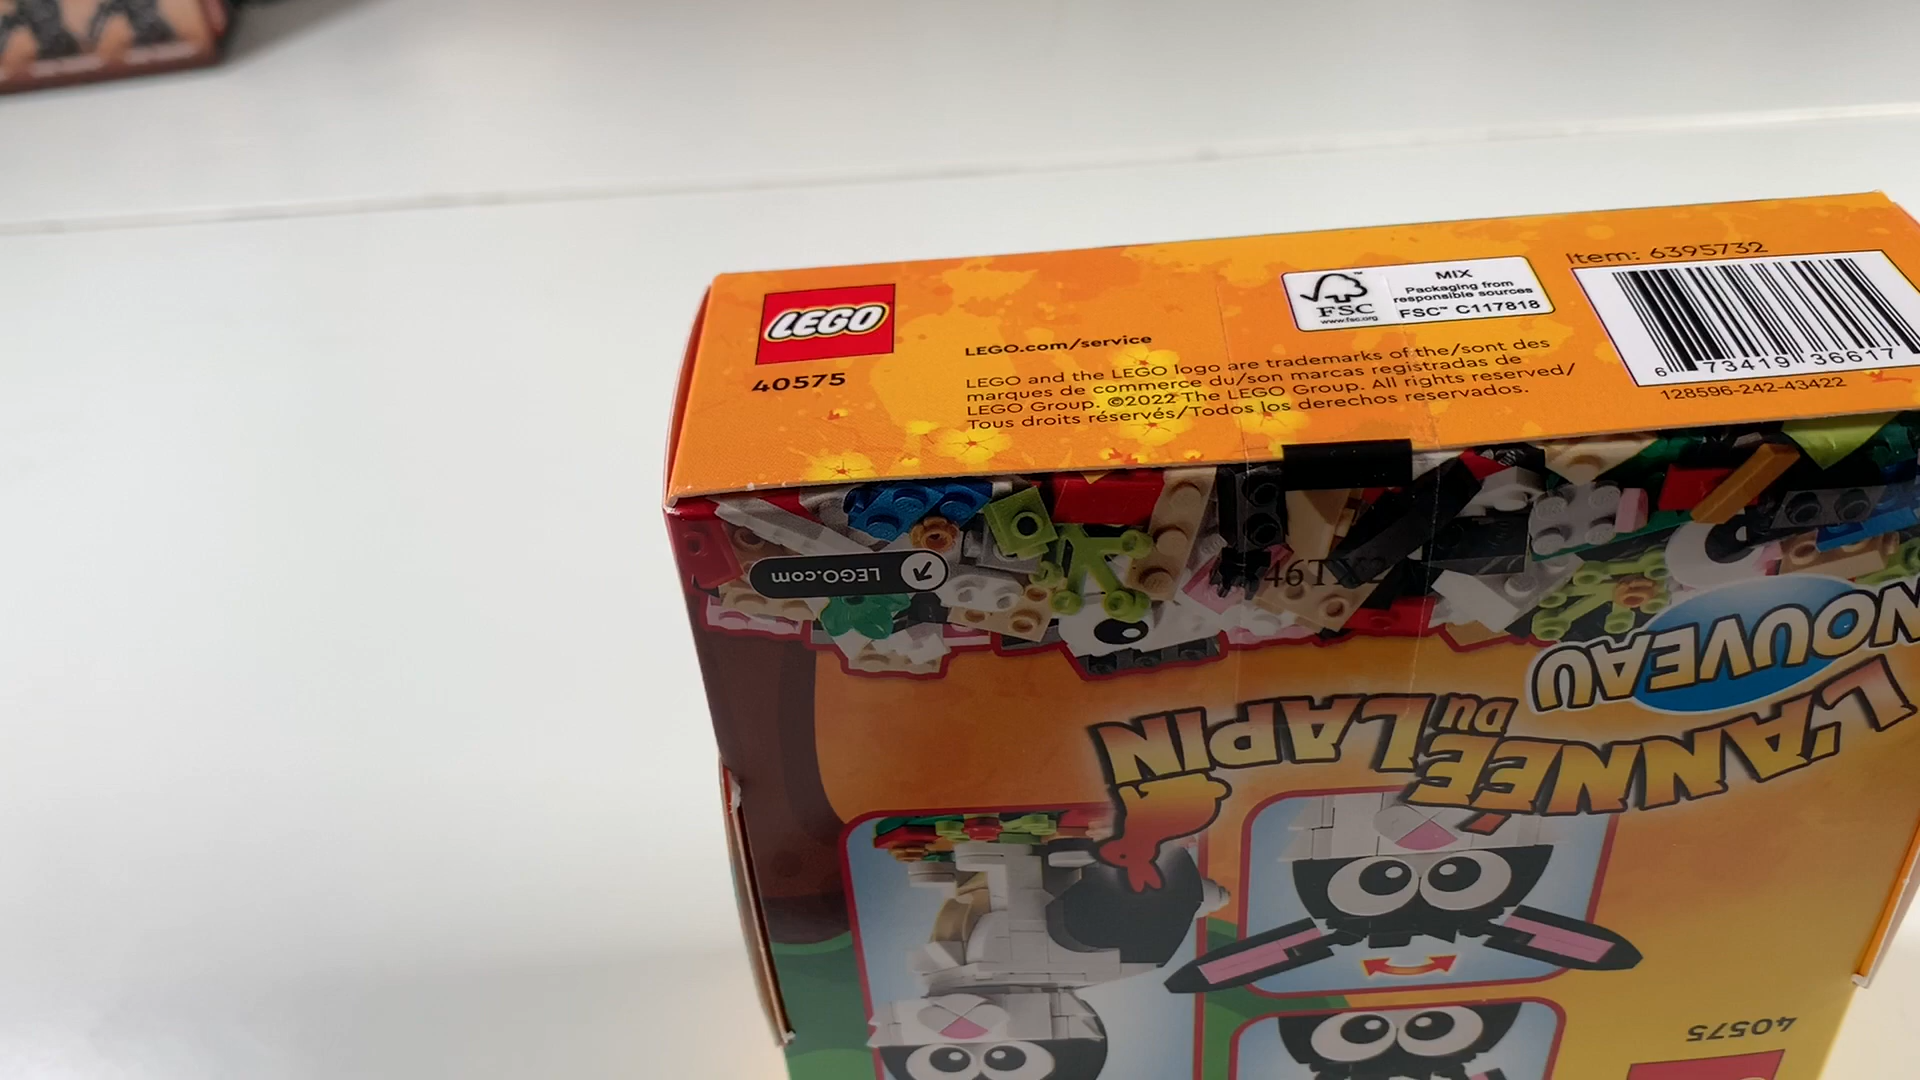 LEGO
40575
LEGO.com/service
LEGO and the LEGO logo are trademarks of the/sont des
marques de commerce du/son marcas registradas de
LEGO Group. ©2022 The LEGO Group. All rights reserved/
Tous droits réservés/Todos los derechos reservados.
FSC™
www.fsc.org
MIX
Packaging from
responsible sources
FSC™ C117818
Item: 6395732
6 73419 36617
128596-242-43422
LEGO.com
NOUVEAU
L'ANNÉE
DU LAPIN
40575